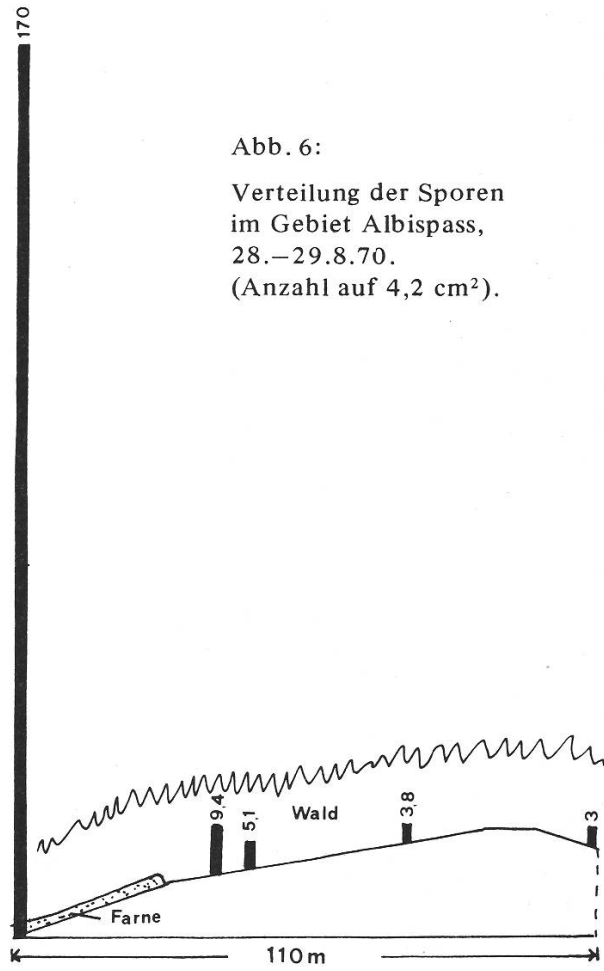 170
Abb. 6:
Verteilung der Sporen
im Gebiet Albispass,
28.–29.8.70.
(Anzahl auf 4,2 cm²).
9,4
5,1
Wald
3,8
3
Farne
110 m